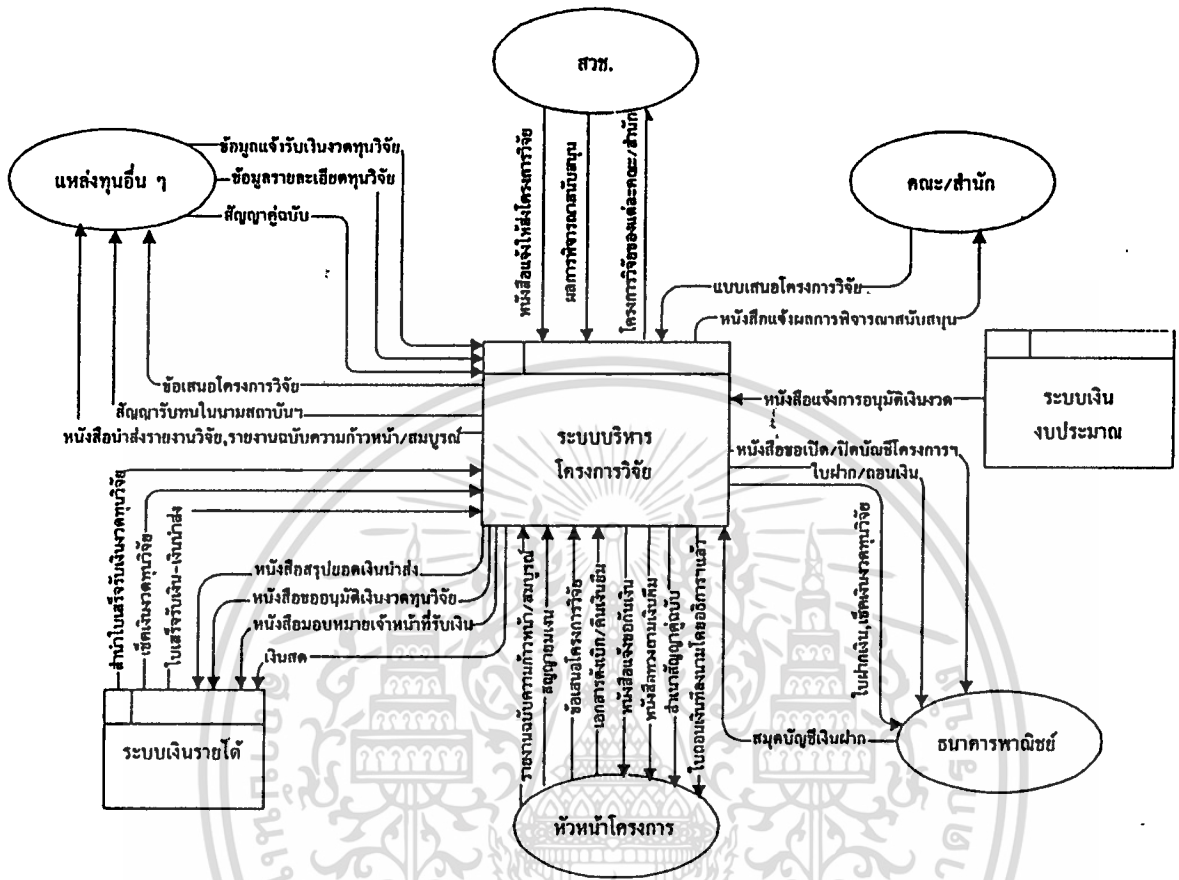 สวช.
แหล่งทุนอื่น ๆ
ข้อมูลแจ้งรับเงินงวดทุนวิจัย
ข้อมูลรายละเอียดทุนวิจัย
สัญญาคู่ฉบับ
หนังสือแจ้งให้ส่งโครงการวิจัย
ผลการพิจารณาสนับสนุน
โครงการวิจัยของแต่ละคณะ/สำนัก
คณะ/สำนัก
แบบเสนอโครงการวิจัย
หนังสือแจ้งผลการพิจารณาสนับสนุน
ข้อเสนอโครงการวิจัย
สัญญารับทุนในนามสถาบันฯ
หนังสือนำส่งรายงานวิจัย,รายงานฉบับความก้าวหน้า/สมบูรณ์
ระบบบริหาร
โครงการวิจัย
หนังสือแจ้งการอนุมัติเงินงวด
ระบบเงิน
งบประมาณ
หนังสือขอเปิด/ปิดบัญชีโครงการฯ
ใบฝาก/ถอนเงิน
ใบฝากเงิน,เช็คเงินงวดทุนวิจัย
สำเนาใบเสร็จรับเงินงวดทุนวิจัย
เช็คเงินงวดทุนวิจัย
ใบเสร็จรับเงิน-เงินนำส่ง
หนังสือสรุปยอดเงินนำส่ง
หนังสือขออนุมัติเงินงวดทุนวิจัย
หนังสือมอบหมายเจ้าหน้าที่รับเงิน
เงินสด
ระบบเงินรายได้
รายงานฉบับความก้าวหน้า/สมบูรณ์
สัญญายืมเงิน
ข้อเสนอโครงการวิจัย
เอกสารตั้งเบิก/คืนเงินยืม
หนังสือแจ้งขอกันเงิน
หนังสือทวงตามเงินยืม
สำเนาสัญญาคู่ฉบับ
ใบถอนเงินที่ลงนามโดยอธิการแล้ว
สมุดบัญชีเงินฝาก
ธนาคารพาณิชย์
หัวหน้าโครงการ